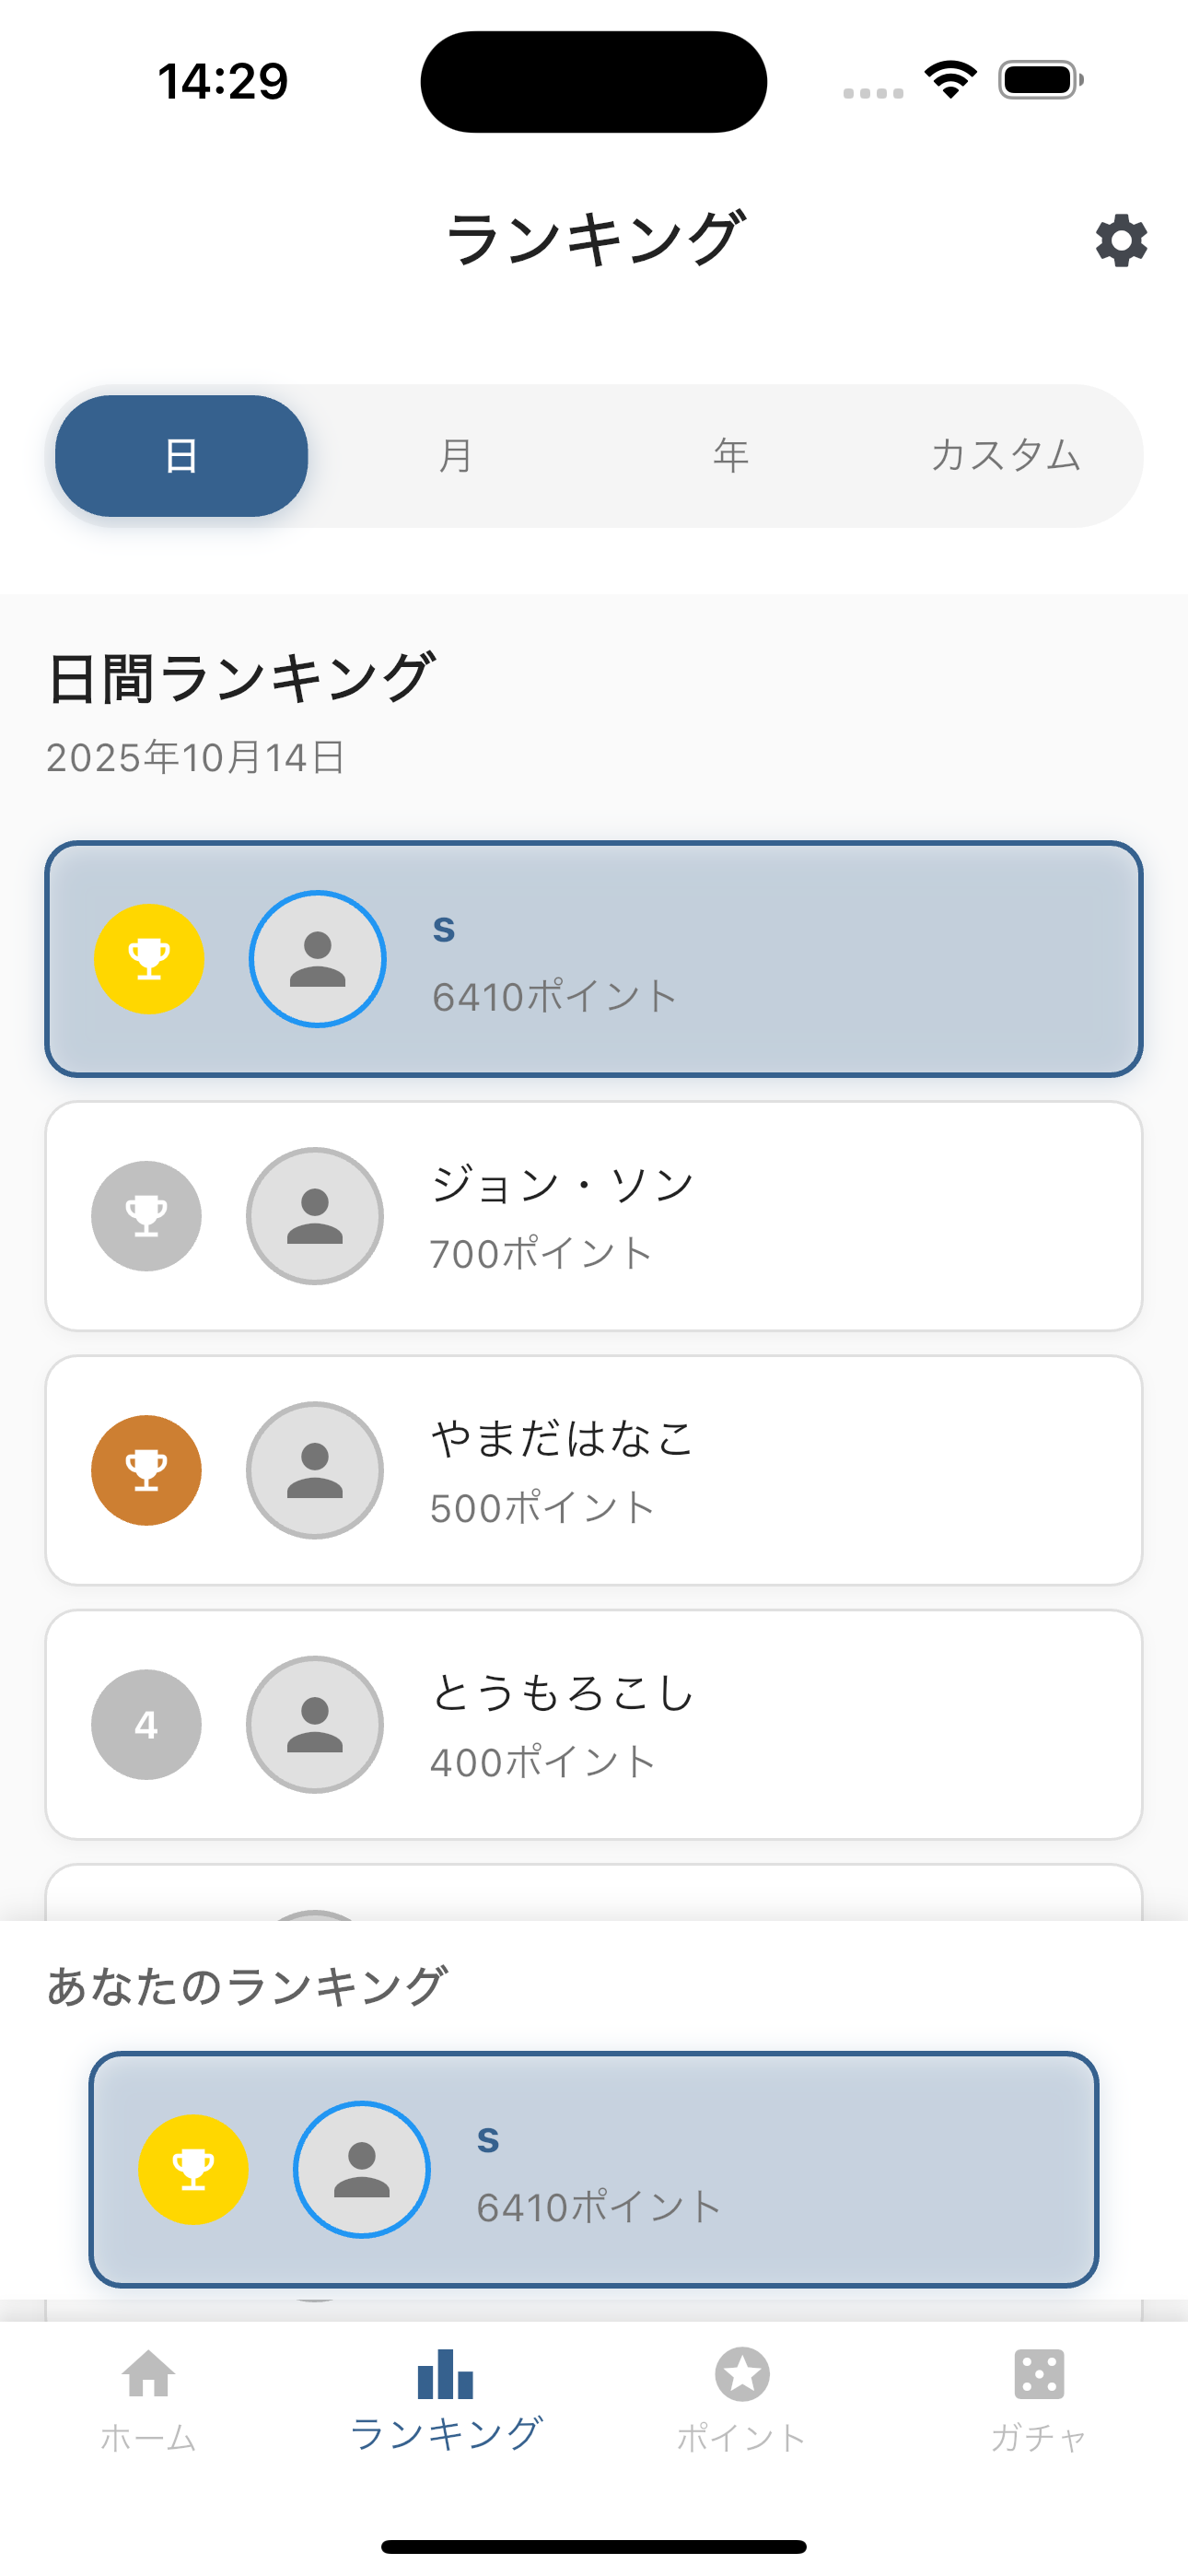 14:29
ランキング
日 月 年 カスタム
日間ランキング
2025年10月14日
s
6410ポイント
ジョン・ソン
700ポイント
やまだはなこ
500ポイント
4
とうもろこし
400ポイント
あなたのランキング
s
6410ポイント
ホーム ランキング ポイント ガチャ